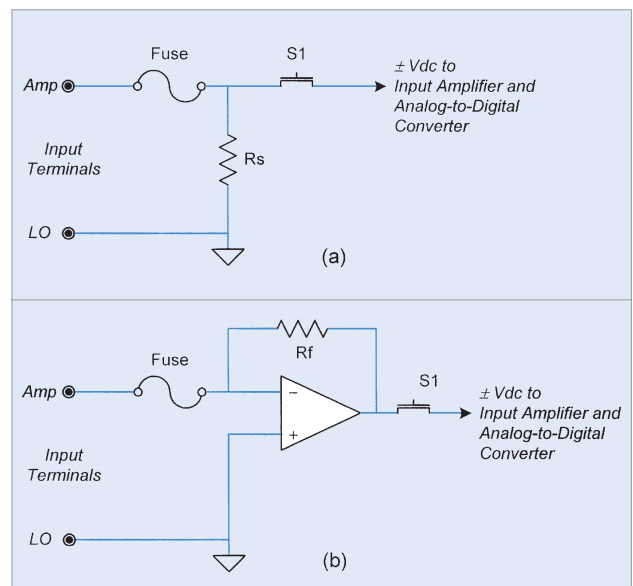 Fuse
S1
Amp
± Vdc to
Input Amplifier and
Analog-to-Digital
Converter
Input
Terminals
Rs
LO
(a)
Rf
Fuse
S1
Amp
−
+
± Vdc to
Input Amplifier and
Analog-to-Digital
Converter
Input
Terminals
LO
(b)